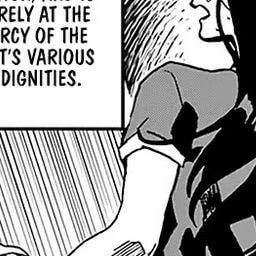 RELY AT THE
RCY OF THE
T'S VARIOUS
DIGNITIES.